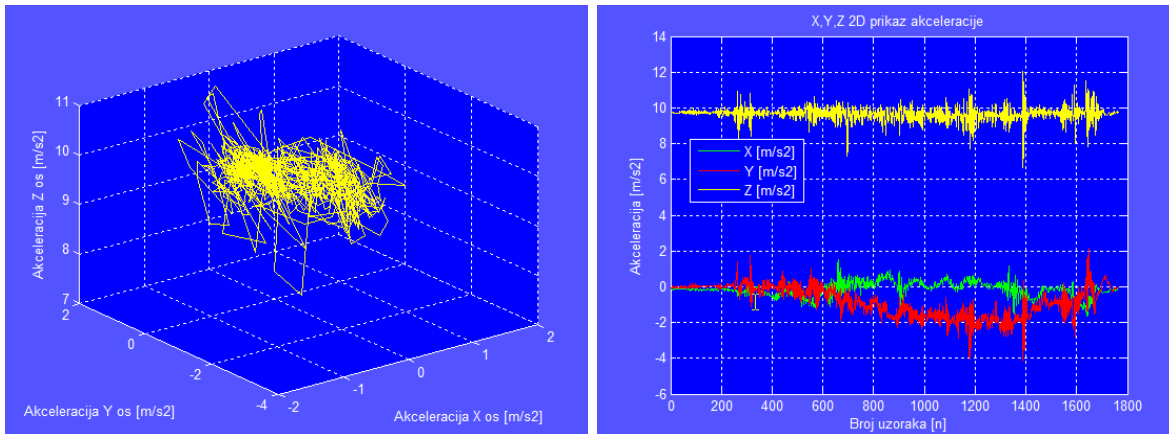 11
10
9
8
7
Akceleracija Z os [m/s2]
2
0
-2
-4
Akceleracija Y os [m/s2]
-2
-1
0
1
2
Akceleracija X os [m/s2]
X,Y,Z 2D prikaz akceleracije
14
12
10
8
6
4
2
0
-2
-4
-6
Akceleracija [m/s2]
X [m/s2]
Y [m/s2]
Z [m/s2]
0 200 400 600 800 1000 1200 1400 1600 1800
Broj uzoraka [n]